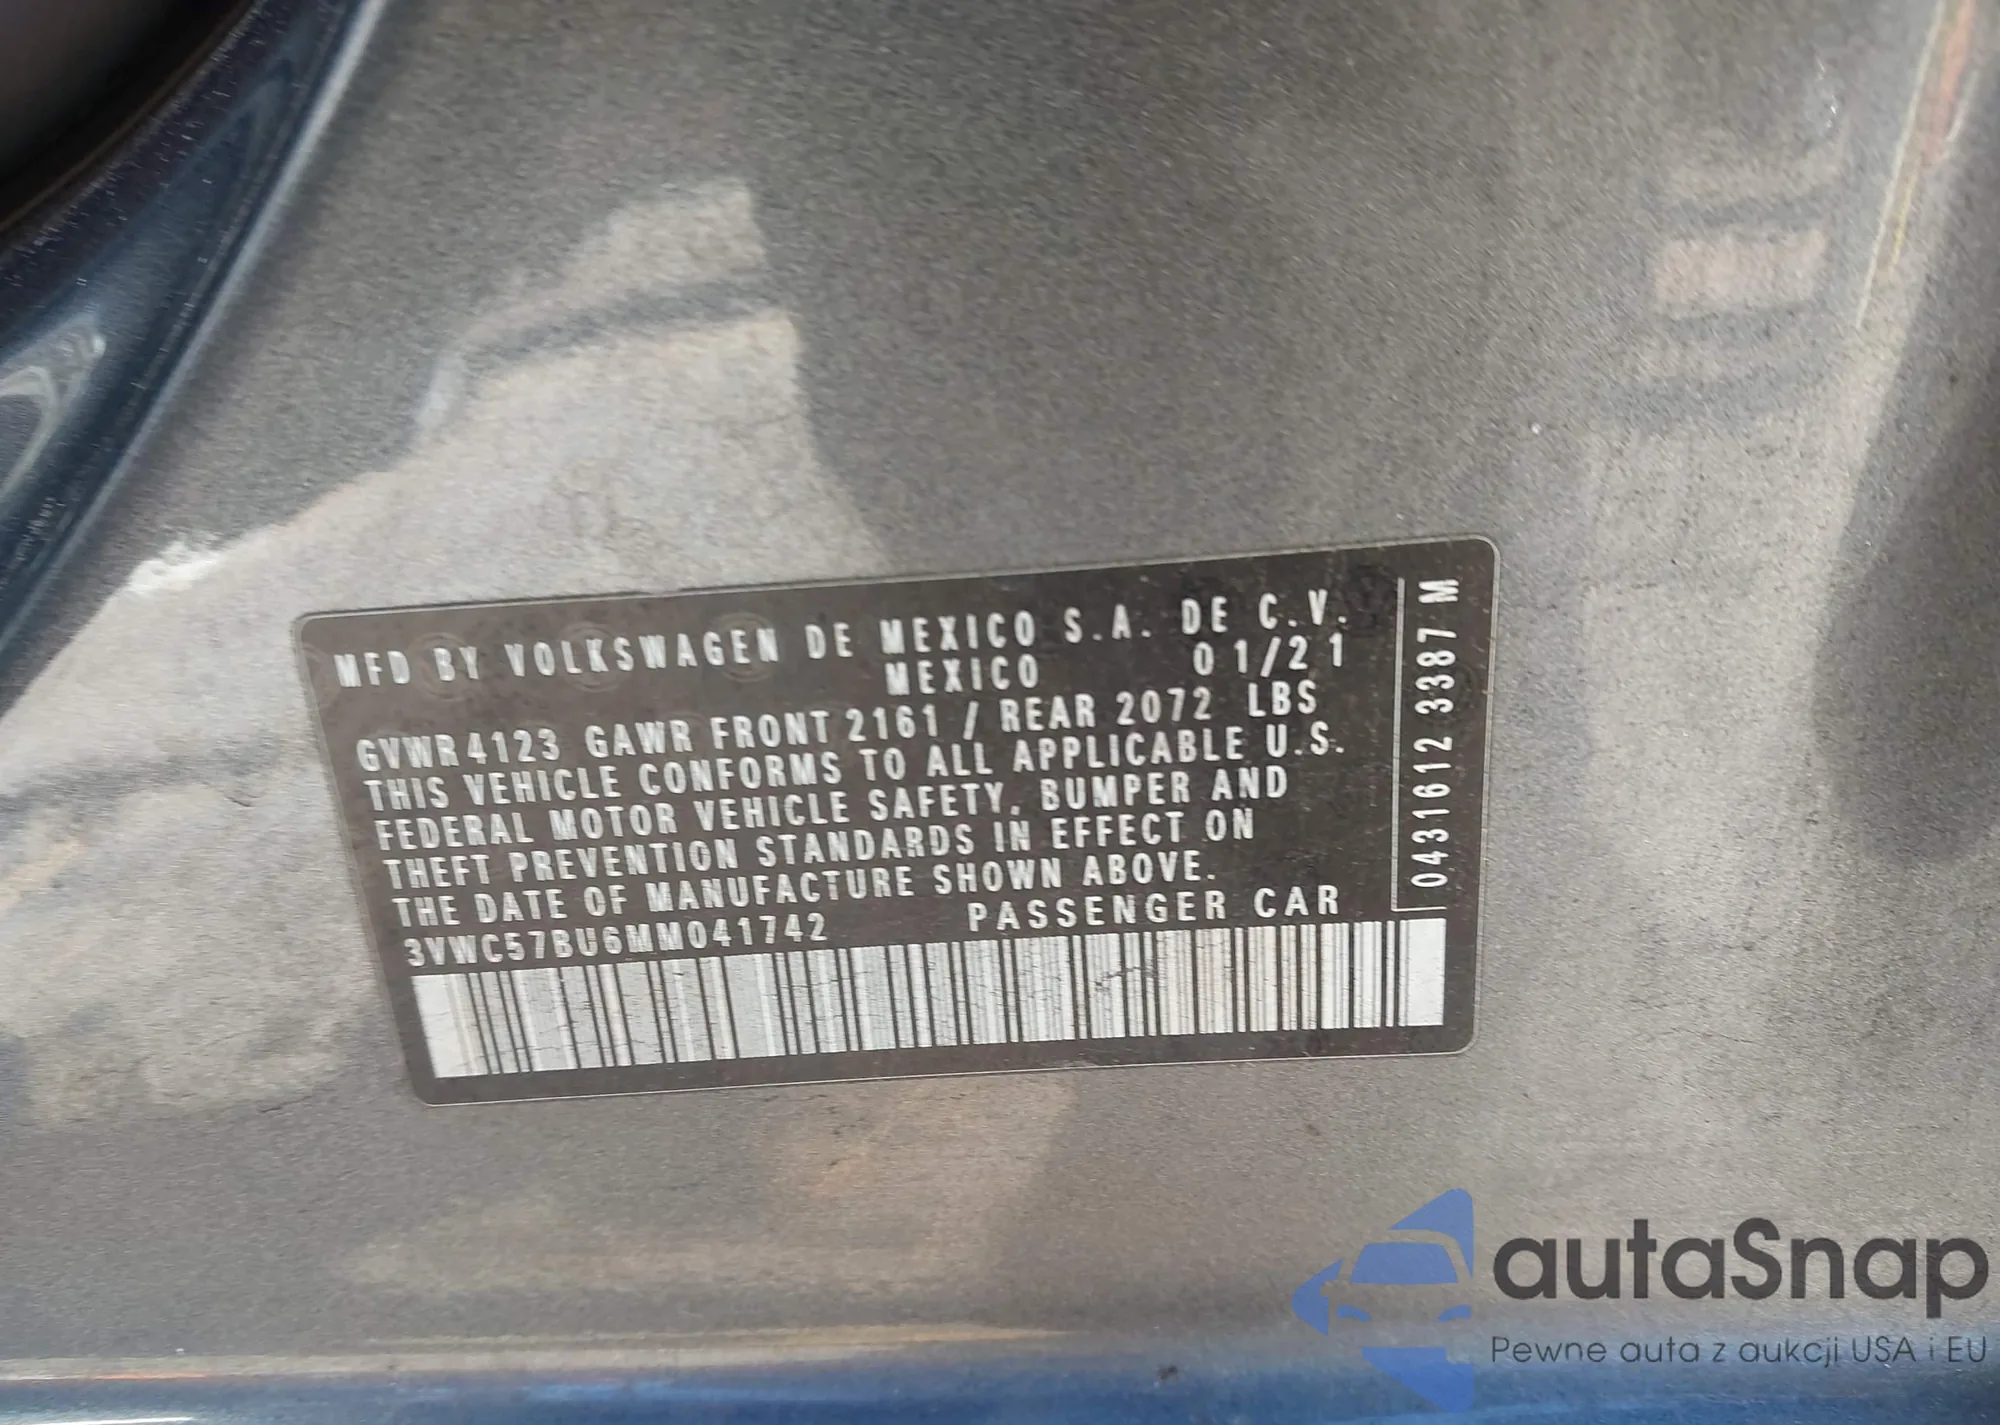 MFD BY VOLKSWAGEN DE MEXICO S.A. DE C.V.
MEXICO 01/21
GVWR 4123 GAWR FRONT 2161 / REAR 2072 LBS
THIS VEHICLE CONFORMS TO ALL APPLICABLE U.S.
FEDERAL MOTOR VEHICLE SAFETY, BUMPER AND
THEFT PREVENTION STANDARDS IN EFFECT ON
THE DATE OF MANUFACTURE SHOWN ABOVE.
3VWC57BU6MM041742 PASSENGER CAR
0431612 3387 M
autaSnap
Pewne auta z aukcji USA i EU